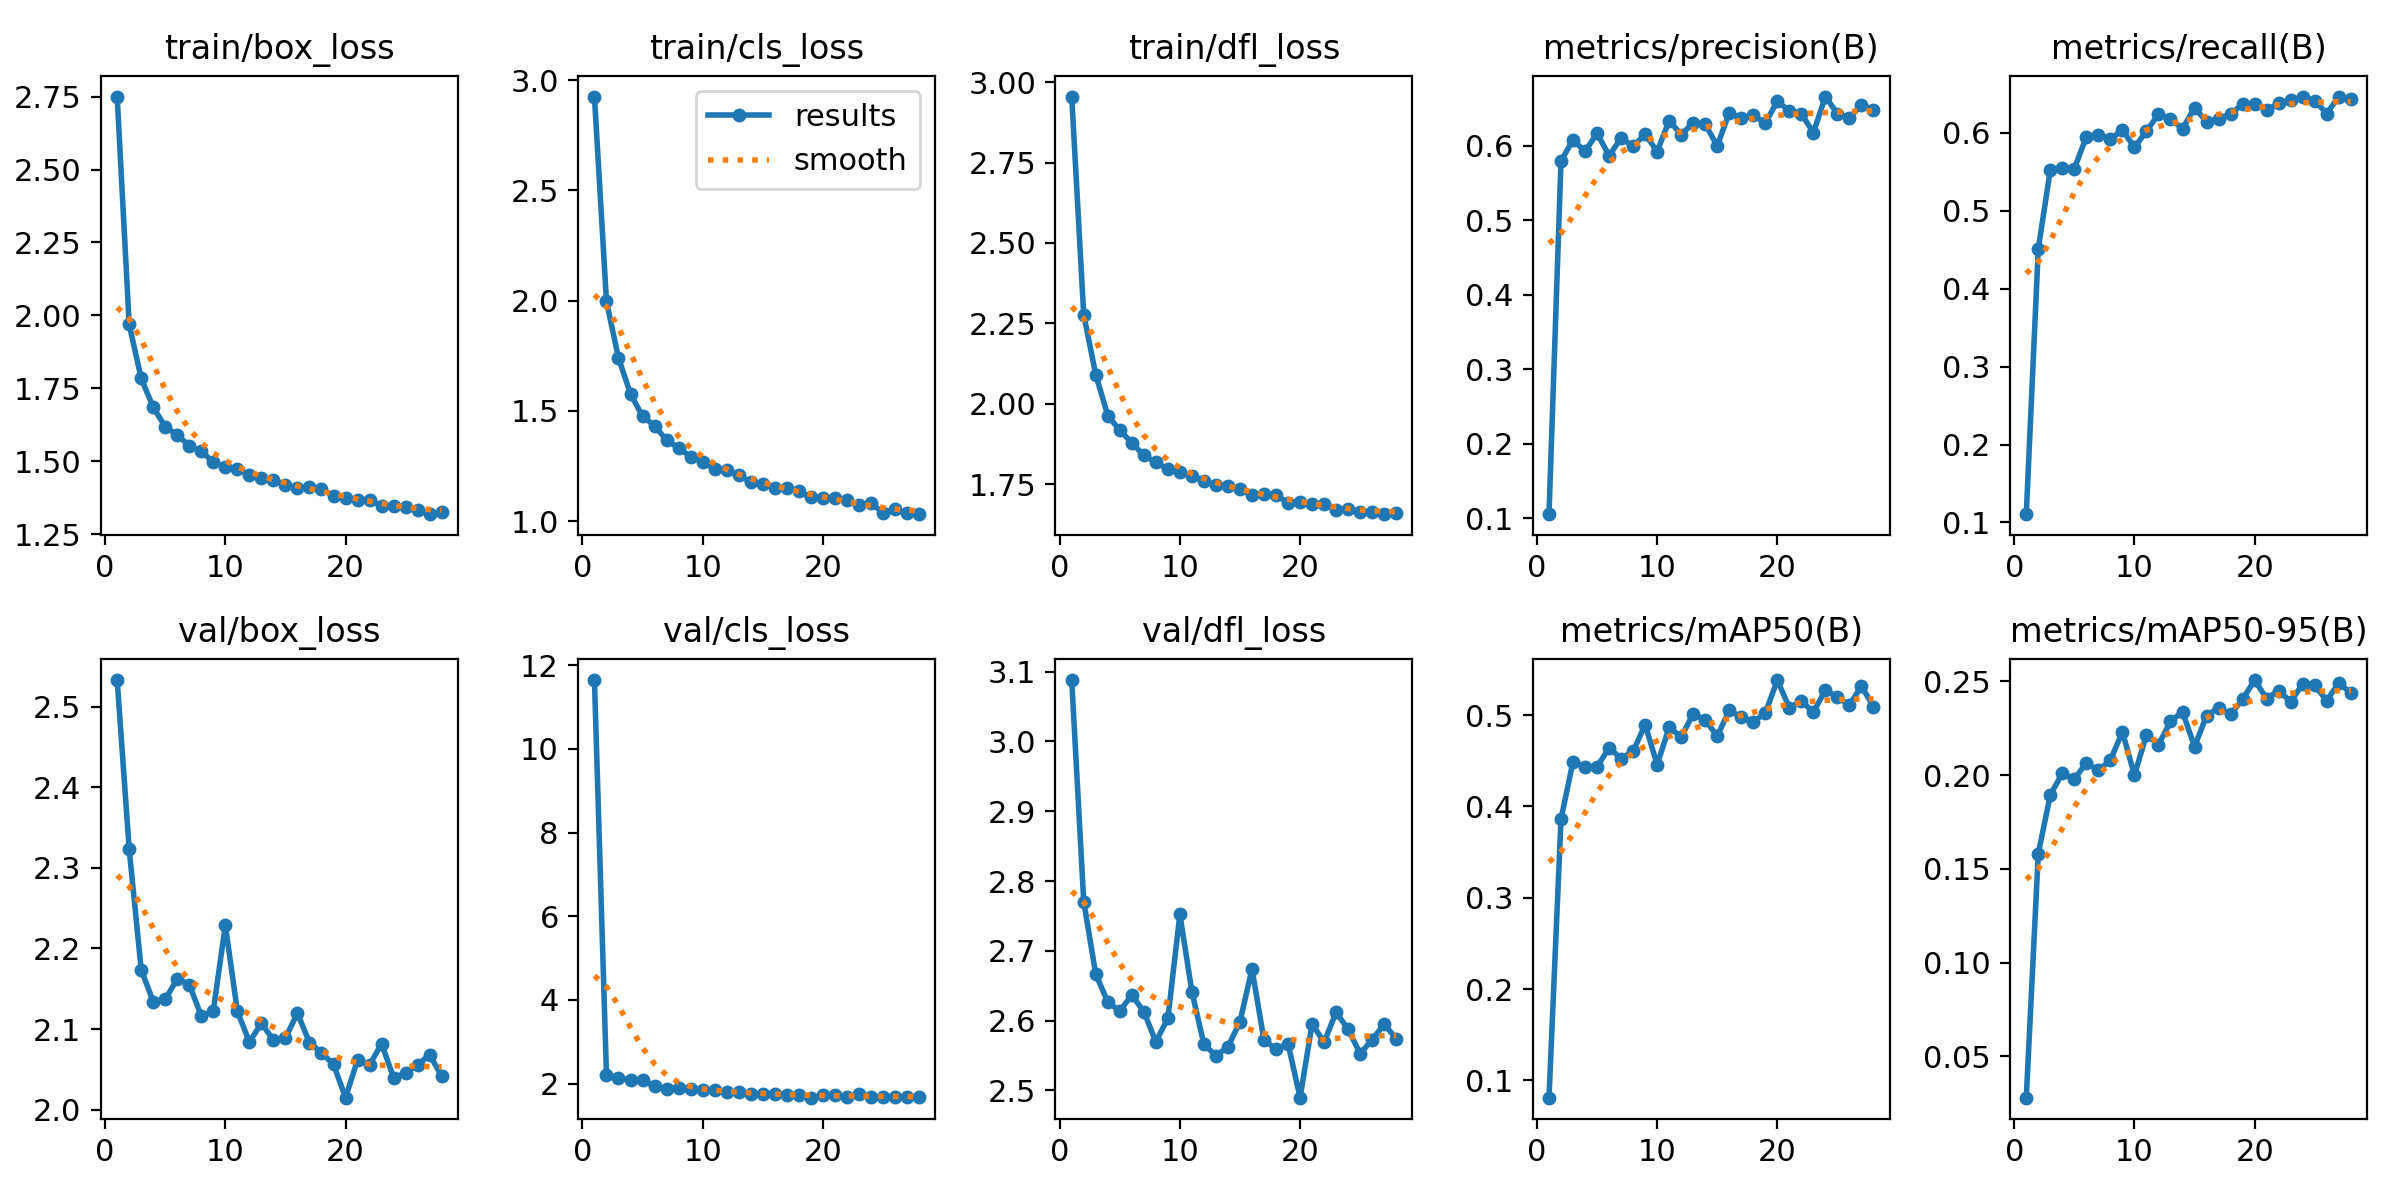 train/box_loss
train/cls_loss
train/dfl_loss
metrics/precision(B)
metrics/recall(B)
2.75
2.50
2.25
2.00
1.75
1.50
1.25
0 10 20
3.0
2.5
2.0
1.5
1.0
0 10 20
results
smooth
3.00
2.75
2.50
2.25
2.00
1.75
0 10 20
0.6
0.5
0.4
0.3
0.2
0.1
0 10 20
0.6
0.5
0.4
0.3
0.2
0.1
0 10 20
val/box_loss
val/cls_loss
val/dfl_loss
metrics/mAP50(B)
metrics/mAP50-95(B)
2.5
2.4
2.3
2.2
2.1
2.0
0 10 20
12
10
8
6
4
2
0 10 20
3.1
3.0
2.9
2.8
2.7
2.6
2.5
0 10 20
0.5
0.4
0.3
0.2
0.1
0 10 20
0.25
0.20
0.15
0.10
0.05
0 10 20